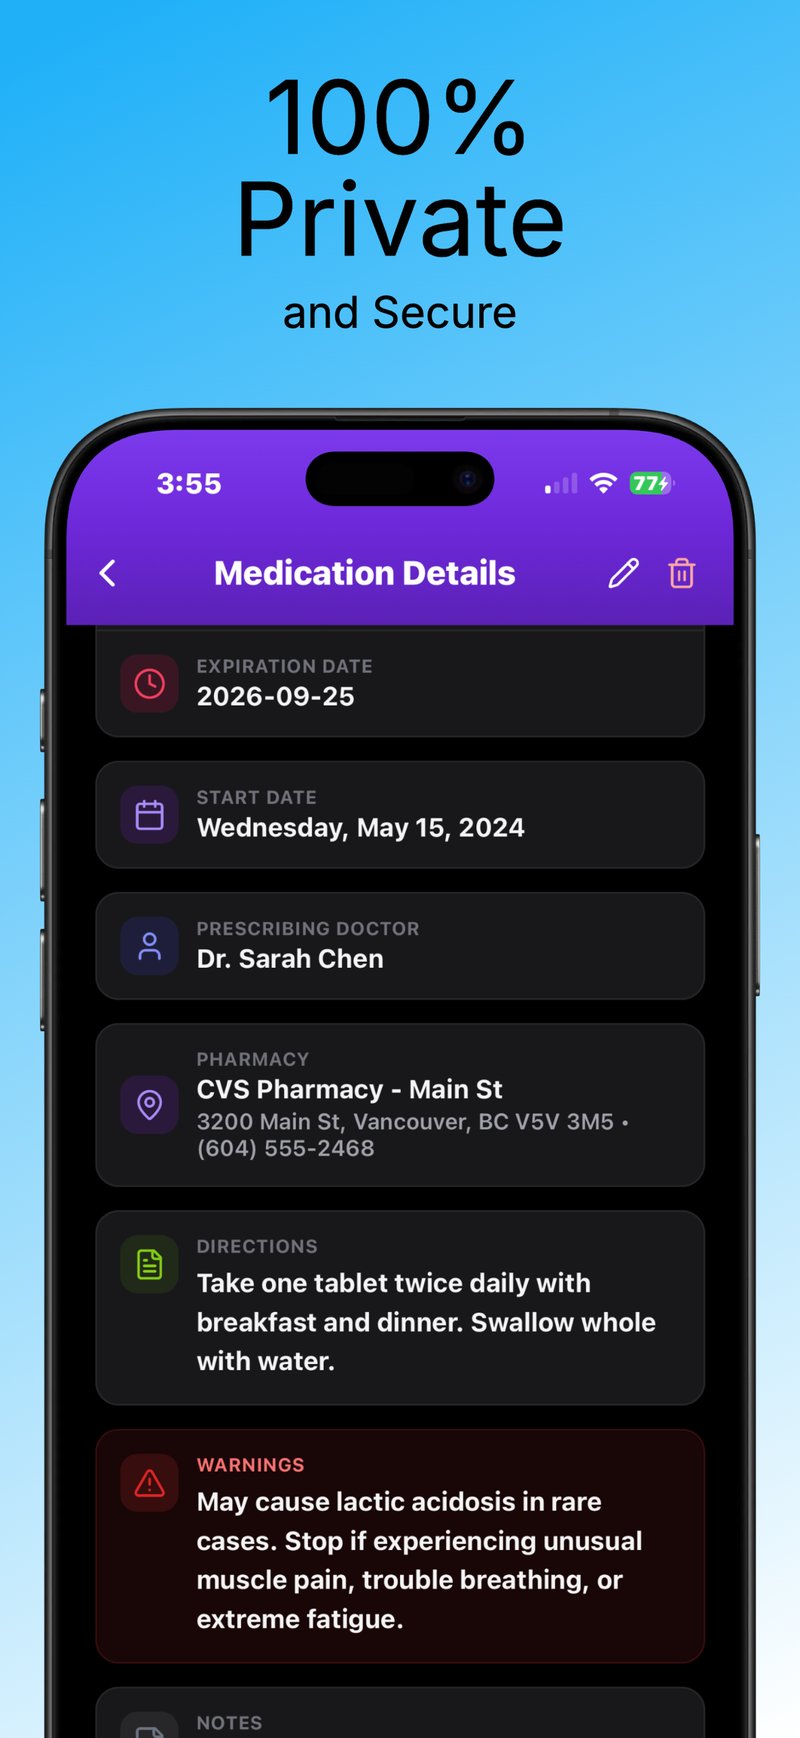 100%
Private
and Secure
3:55
77
Medication Details
EXPIRATION DATE
2026-09-25
START DATE
Wednesday, May 15, 2024
PRESCRIBING DOCTOR
Dr. Sarah Chen
PHARMACY
CVS Pharmacy - Main St
3200 Main St, Vancouver, BC V5V 3M5 •
(604) 555-2468
DIRECTIONS
Take one tablet twice daily with
breakfast and dinner. Swallow whole
with water.
WARNINGS
May cause lactic acidosis in rare
cases. Stop if experiencing unusual
muscle pain, trouble breathing, or
extreme fatigue.
NOTES